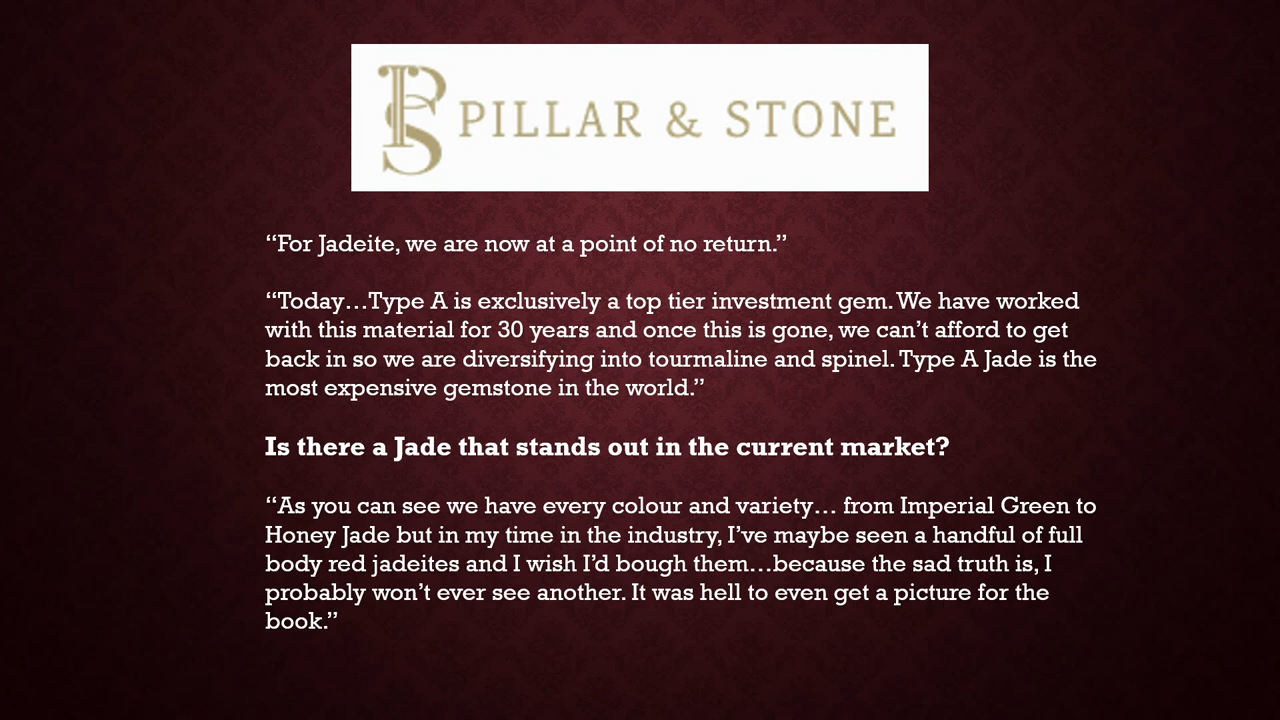 PS PILLAR & STONE
“For Jadeite, we are now at a point of no return.”
“Today…Type A is exclusively a top tier investment gem. We have worked
with this material for 30 years and once this is gone, we can’t afford to get
back in so we are diversifying into tourmaline and spinel. Type A Jade is the
most expensive gemstone in the world.”
Is there a Jade that stands out in the current market?
“As you can see we have every colour and variety… from Imperial Green to
Honey Jade but in my time in the industry, I’ve maybe seen a handful of full
body red jadeites and I wish I’d bough them…because the sad truth is, I
probably won’t ever see another. It was hell to even get a picture for the
book.”